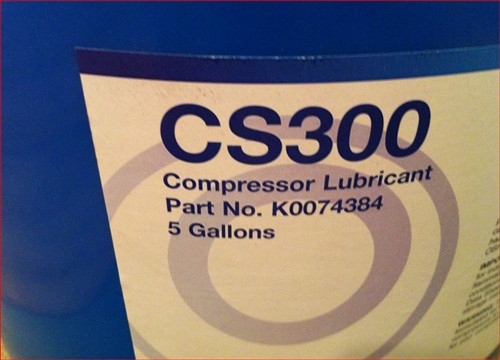 CS300
Compressor Lubricant
Part No. K0074384
5 Gallons